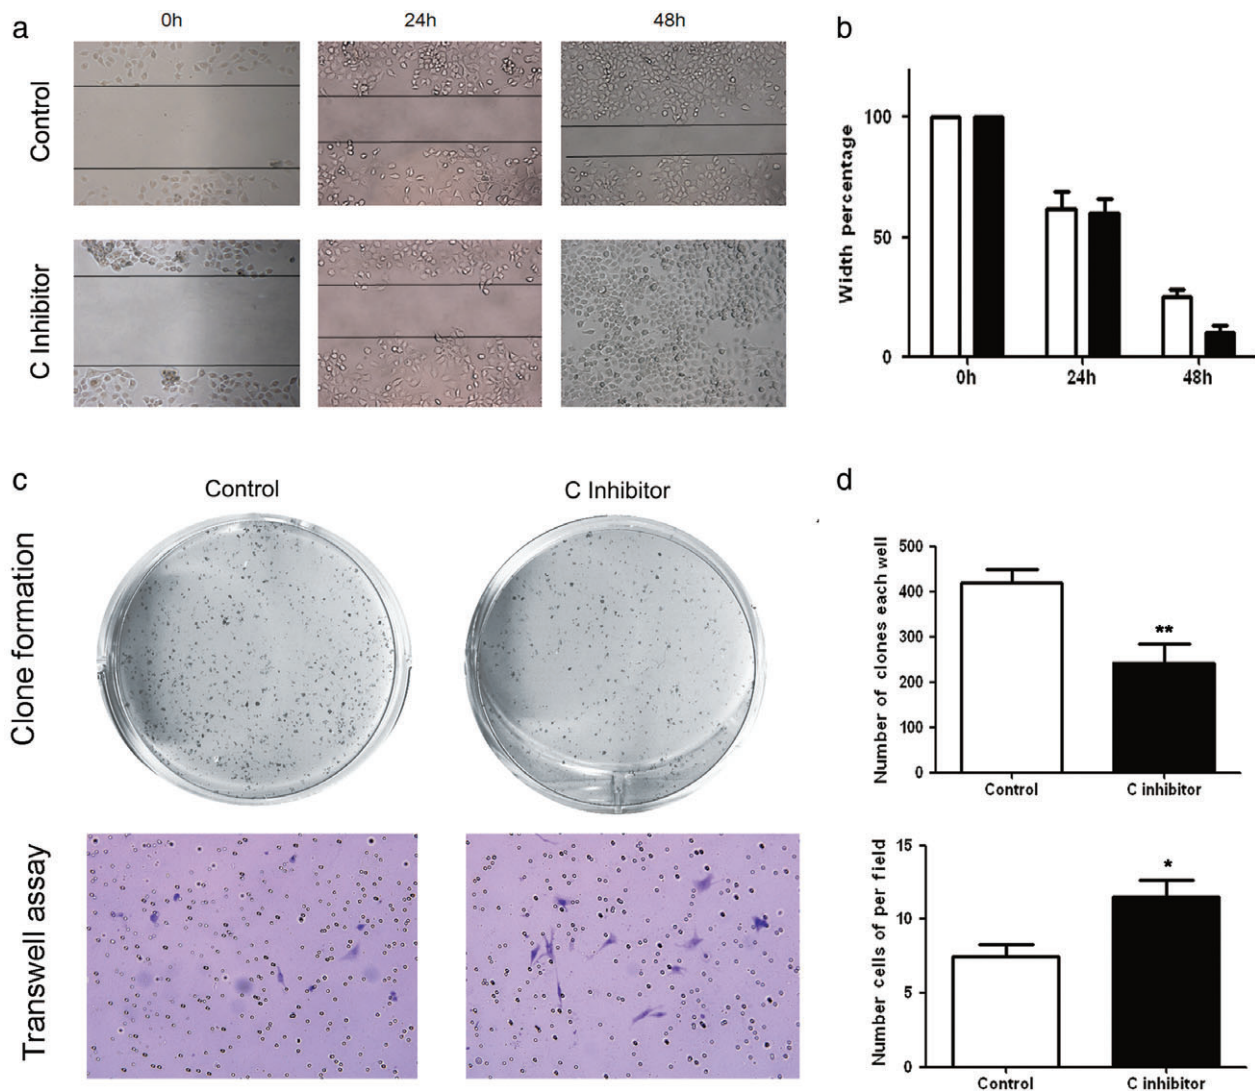 a
0h
24h
48h
Control
C Inhibitor
b
Width percentage
100
50
0
0h
24h
48h
c
Control
C Inhibitor
Clone formation
Transwell assay
d
Number of clones each well
500
400
300
200
100
0
**
Control
C inhibitor
Number cells of per field
15
10
5
0
*
Control
C inhibitor